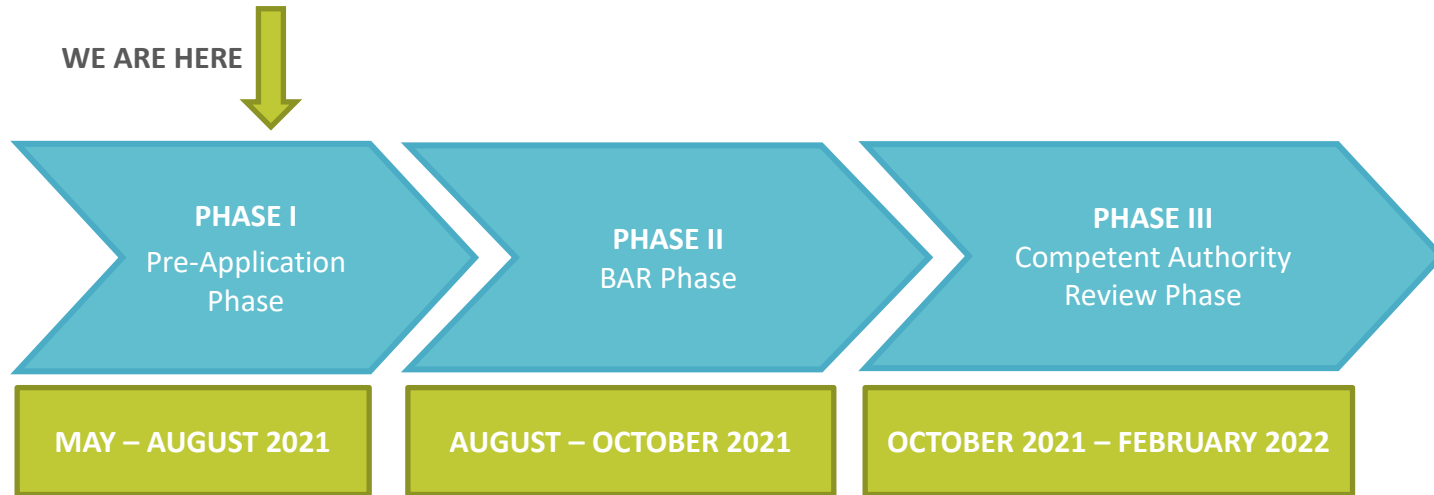 WE ARE HERE
PHASE I
Pre-Application
Phase
PHASE II
BAR Phase
PHASE III
Competent Authority
Review Phase
MAY – AUGUST 2021
AUGUST – OCTOBER 2021
OCTOBER 2021 – FEBRUARY 2022